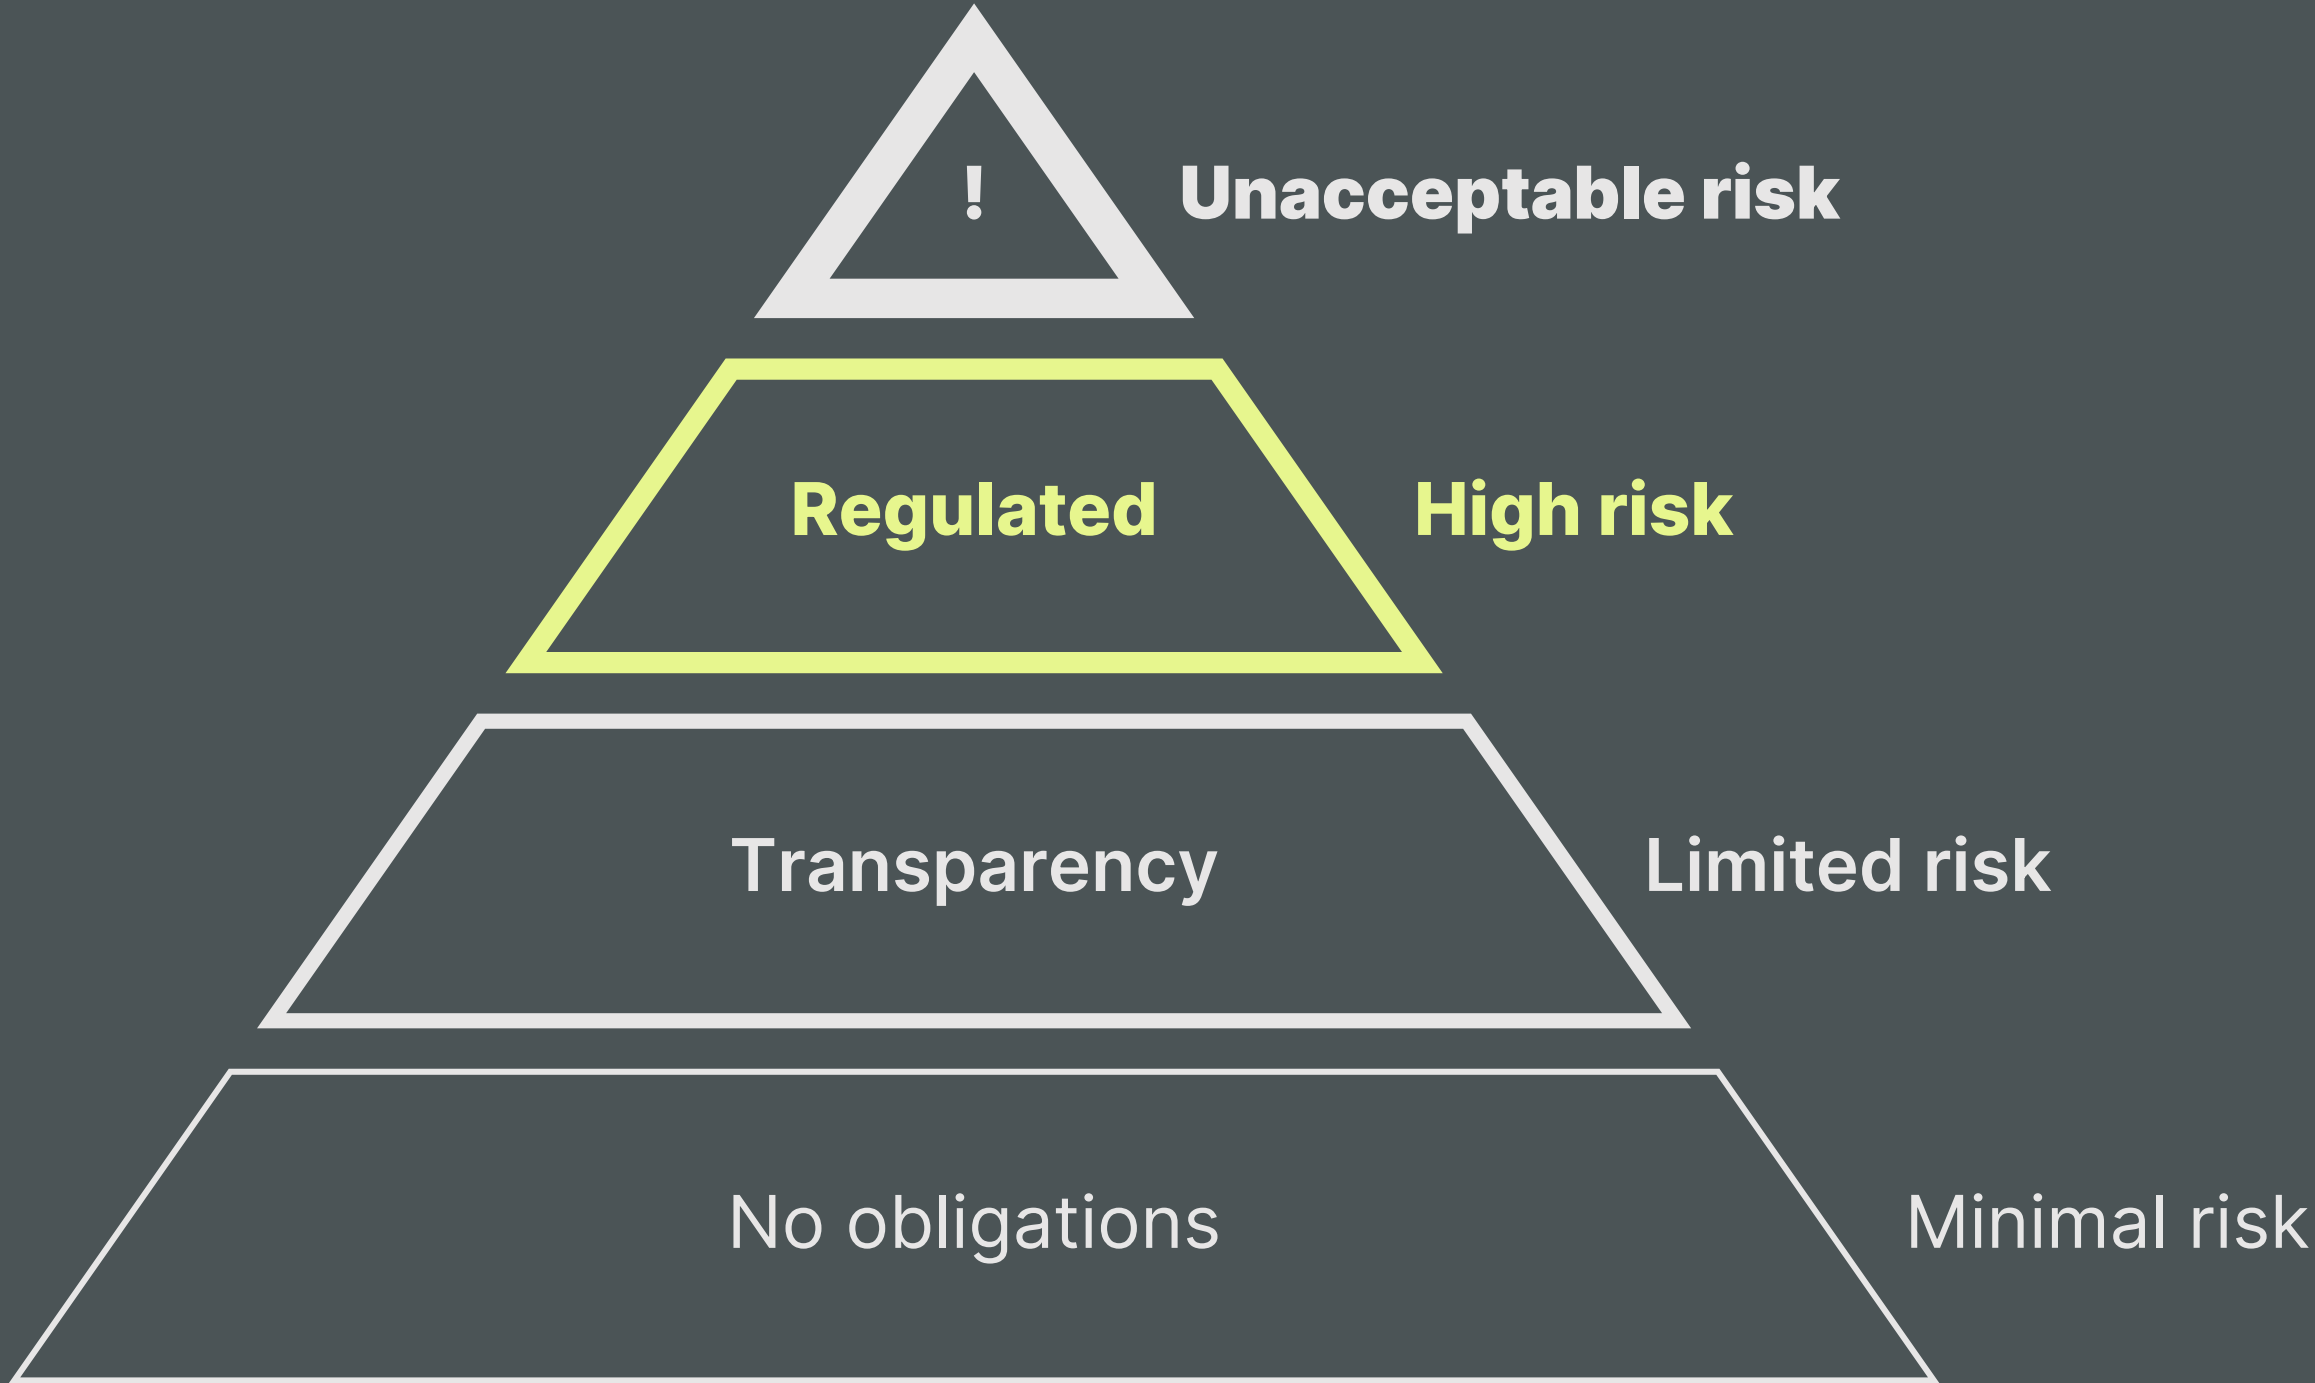 !
Unacceptable risk
Regulated
High risk
Transparency
Limited risk
No obligations
Minimal risk